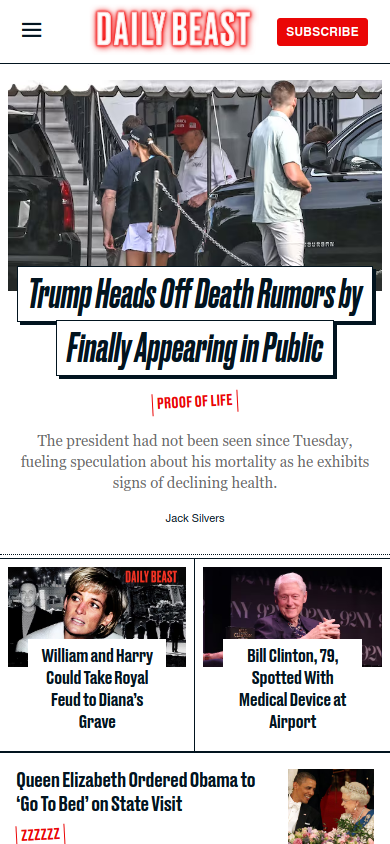 DAILY BEAST
SUBSCRIBE
SUBURBAN
Trump Heads Off Death Rumors by
Finally Appearing in Public
PROOF OF LIFE
The president had not been seen since Tuesday,
fueling speculation about his mortality as he exhibits
signs of declining health.
Jack Silvers
DAILY BEAST
William and Harry
Could Take Royal
Feud to Diana's
Grave
92NY
Bill Clinton, 79,
Spotted With
Medical Device at
Airport
Queen Elizabeth Ordered Obama to
‘Go To Bed’ on State Visit
ZZZZZZ